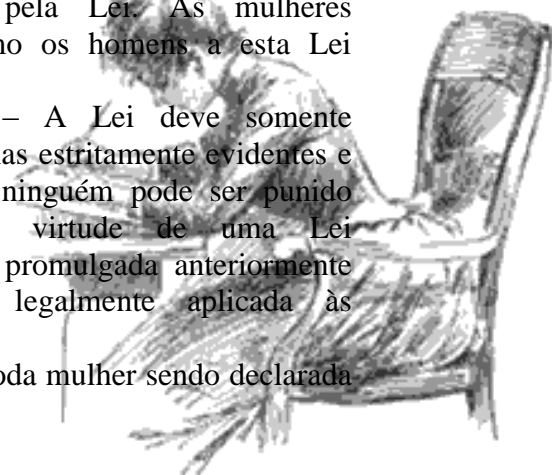 pela Lei. As mulheres
no os homens a esta Lei
– A Lei deve somente
as estritamente evidentes e
ninguém pode ser punido
virtude de uma Lei
promulgada anteriormente
legalmente aplicada às
oda mulher sendo declarada